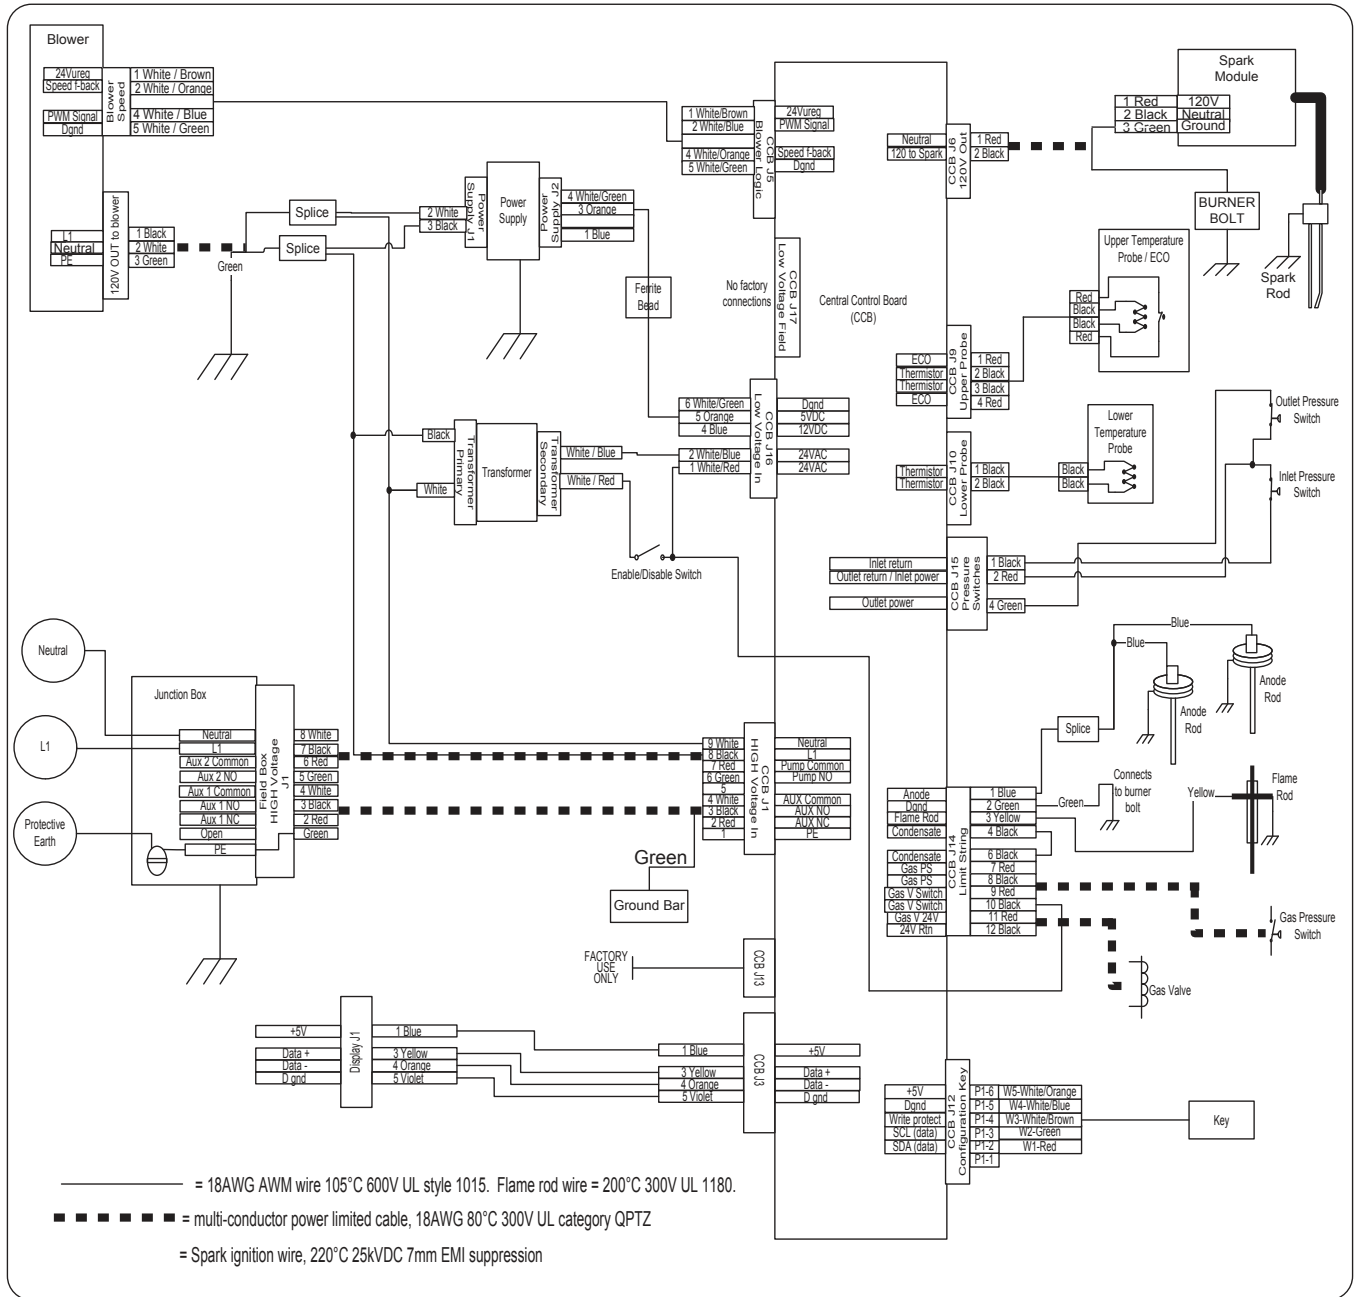 Blower
24Vureg
Speed f-back
PWM Signal
Dgnd
Blower
Speed
1 White / Brown
2 White / Orange
4 White / Blue
5 White / Green
L1
Neutral
PE
120V OUT to blower
1 Black
2 White
3 Green
Green
Splice
Splice
2 White
3 Black
Power
Supply J1
Power
Supply
Power
Supply J2
4 White/Green
3 Orange
1 Blue
Ferrite
Bead
Black
White
Transformer
Primary
Transformer
Transformer
Secondary
White / Blue
White / Red
Enable/Disable Switch
1 White/Brown
2 White/Blue
4 White/Orange
5 White/Green
CCB J5
Blower Logic
24Vureg
PWM Signal
Speed f-back
Dgnd
No factory
connections
CCB J17
Low Voltage Field
Central Control Board
(CCB)
6 White/Green
5 Orange
4 Blue
2 White/Blue
1 White/Red
CCB J16
Low Voltage In
Dgnd
5VDC
12VDC
24VAC
24VAC
Neutral
120 to Spark
CCB J6
120V Out
1 Red
2 Black
Spark
Module
1 Red
2 Black
3 Green
120V
Neutral
Ground
BURNER
BOLT
Spark
Rod
Upper Temperature
Probe / ECO
Red
Black
Black
Red
ECO
Thermistor
Thermistor
ECO
CCB J9
Upper Probe
1 Red
2 Black
3 Black
4 Red
Lower
Temperature
Probe
Black
Black
Thermistor
Thermistor
CCB J10
Lower Probe
1 Black
2 Black
Outlet Pressure
Switch
Inlet Pressure
Switch
Inlet return
Outlet return / Inlet power
Outlet power
CCB J15
Pressure
Switches
1 Black
2 Red
4 Green
Neutral
L1
Protective
Earth
Junction Box
Neutral
L1
Aux 2 Common
Aux 2 NO
Aux 1 Common
Aux 1 NO
Aux 1 NC
Open
PE
Field Box
HIGH Voltage
J1
8 White
7 Black
6 Red
5 Green
4 White
3 Black
2 Red
Green
9 White
8 Black
7 Red
6 Green
5
4 White
3 Black
2 Red
1
CCB J1
HIGH Voltage In
Neutral
L1
Pump Common
Pump NO
AUX Common
AUX NO
AUX NC
PE
Green
Ground Bar
Blue
Blue
Anode
Rod
Anode
Rod
Splice
Anode
Dgnd
Flame Rod
Condensate
Condensate
Gas PS
Gas PS
Gas V Switch
Gas V Switch
Gas V 24V
24V Rtn
CCB J14
Limit String
1 Blue
2 Green
3 Yellow
4 Black
6 Black
7 Red
8 Black
9 Red
10 Black
11 Red
12 Black
Green
Connects
to burner
bolt
Yellow
Flame
Rod
Gas Pressure
Switch
Gas Valve
FACTORY
USE
ONLY
CCB J13
+5V
Data +
Data -
D gnd
Display J1
1 Blue
3 Yellow
4 Orange
5 Violet
1 Blue
3 Yellow
4 Orange
5 Violet
CCB J3
+5V
Data +
Data -
D gnd
+5V
Dgnd
Write protect
SCL (data)
SDA (data)
CCB J12
Configuration Key
P1-6
P1-5
P1-4
P1-3
P1-2
P1-1
W5-White/Orange
W4-White/Blue
W3-White/Brown
W2-Green
W1-Red
Key
= 18AWG AWM wire 105°C 600V UL style 1015. Flame rod wire = 200°C 300V UL 1180.
= multi-conductor power limited cable, 18AWG 80°C 300V UL category QPTZ
= Spark ignition wire, 220°C 25kVDC 7mm EMI suppression